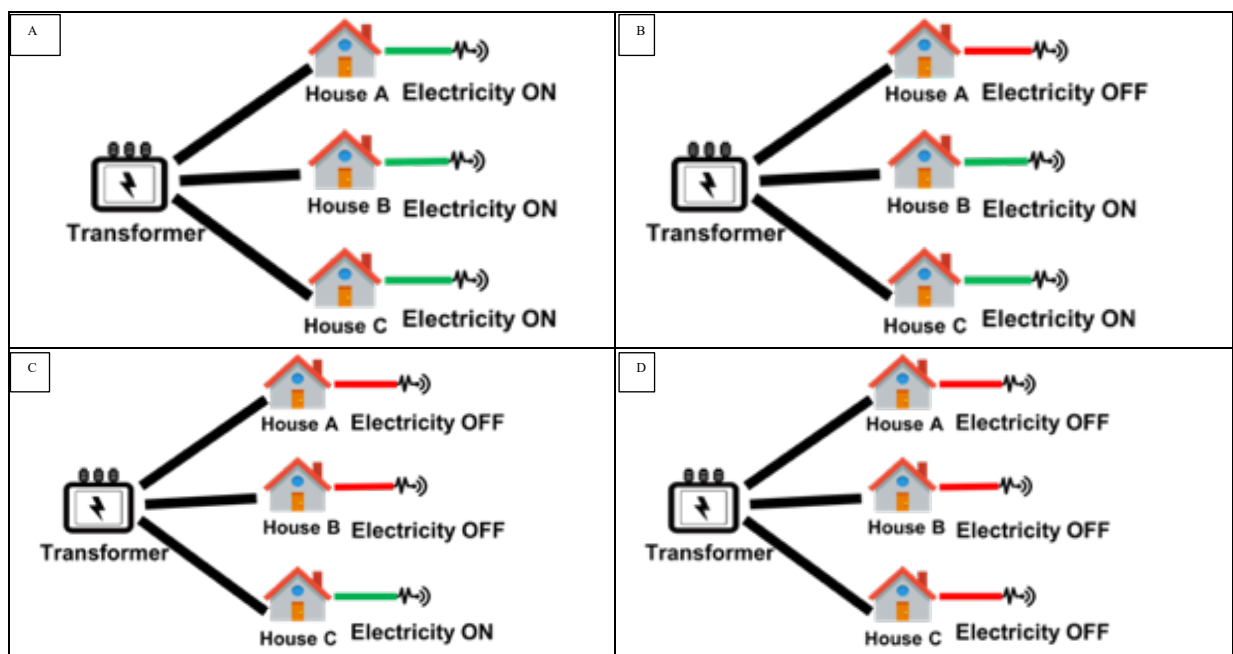 A
House A Electricity ON
House B Electricity ON
Transformer
House C Electricity ON
B
House A Electricity OFF
House B Electricity ON
Transformer
House C Electricity ON
C
House A Electricity OFF
House B Electricity OFF
Transformer
House C Electricity ON
D
House A Electricity OFF
House B Electricity OFF
Transformer
House C Electricity OFF